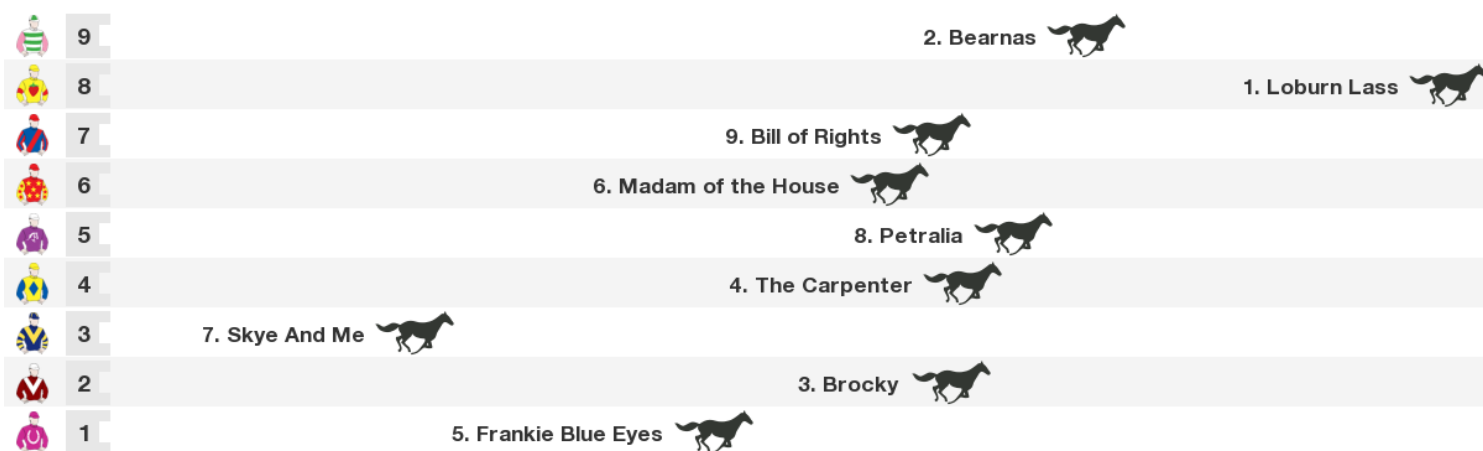 9 2. Bearnas
8 1. Loburn Lass
7 9. Bill of Rights
6 6. Madam of the House
5 8. Petralia
4 4. The Carpenter
3 7. Skye And Me
2 3. Brocky
1 5. Frankie Blue Eyes